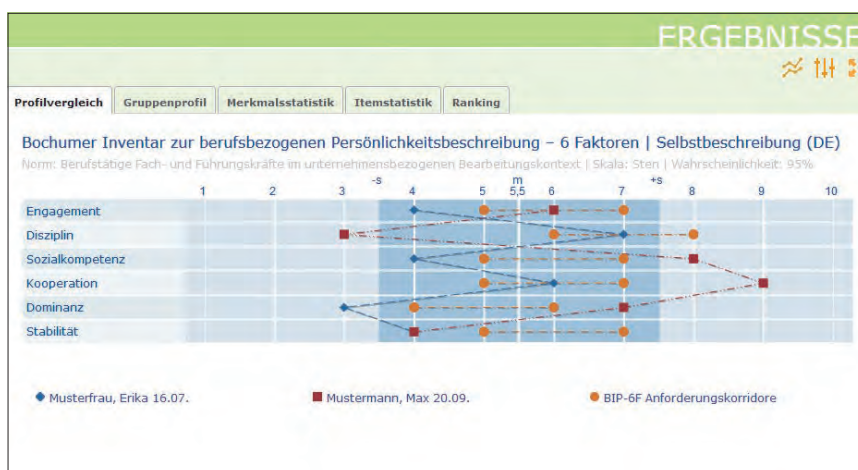 ERGEBNISSE
Profilvergleich Gruppenprofil Merkmalsstatistik Itemstatistik Ranking
Bochumer Inventar zur berufsbezogenen Persönlichkeitsbeschreibung – 6 Faktoren | Selbstbeschreibung (DE)
Norm: Berufstätige Fach- und Führungskräfte im unternehmensbezogenen Bearbeitungskontext | Skala: Sten | Wahrscheinlichkeit: 95%
-s m +s
1 2 3 4 5 5,5 6 7 8 9 10
Engagement
Disziplin
Sozialkompetenz
Kooperation
Dominanz
Stabilität
Musterfrau, Erika 16.07. Mustermann, Max 20.09. BIP-6F Anforderungskorridore